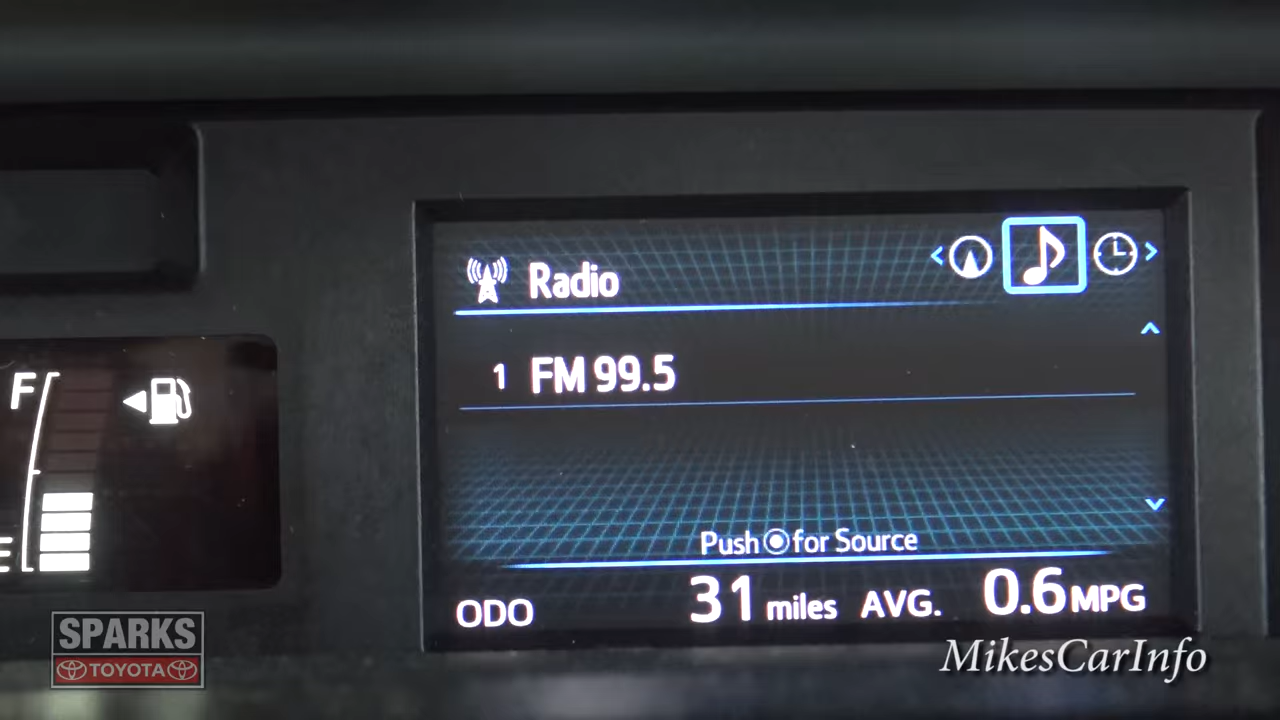 Radio
1 FM 99.5
F
E
Push for Source
ODO 31 miles AVG. 0.6 MPG
SPARKS
TOYOTA
MikesCarInfo